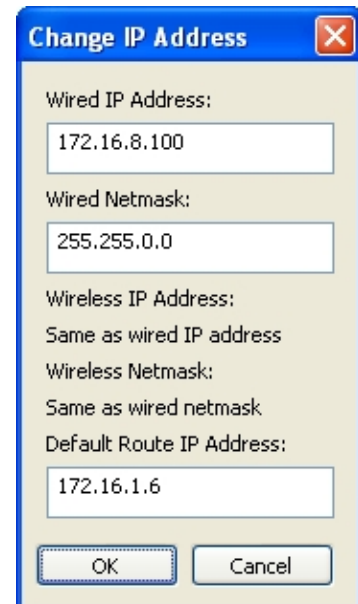 Change IP Address
Wired IP Address:
172.16.8.100
Wired Netmask:
255.255.0.0
Wireless IP Address:
Same as wired IP address
Wireless Netmask:
Same as wired netmask
Default Route IP Address:
172.16.1.6
OK Cancel